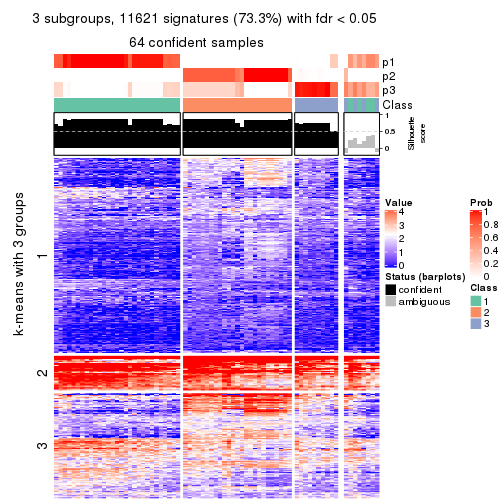 3 subgroups, 11621 signatures (73.3%) with fdr < 0.05
64 confident samples
p1
p2
p3
Class
1
0.5
0
Silhouette
score
k-means with 3 groups
1
2
3
Value
4
3
2
1
0
Status (barplots)
confident
ambiguous
Prob
1
0.8
0.6
0.4
0.2
0
Class
1
2
3